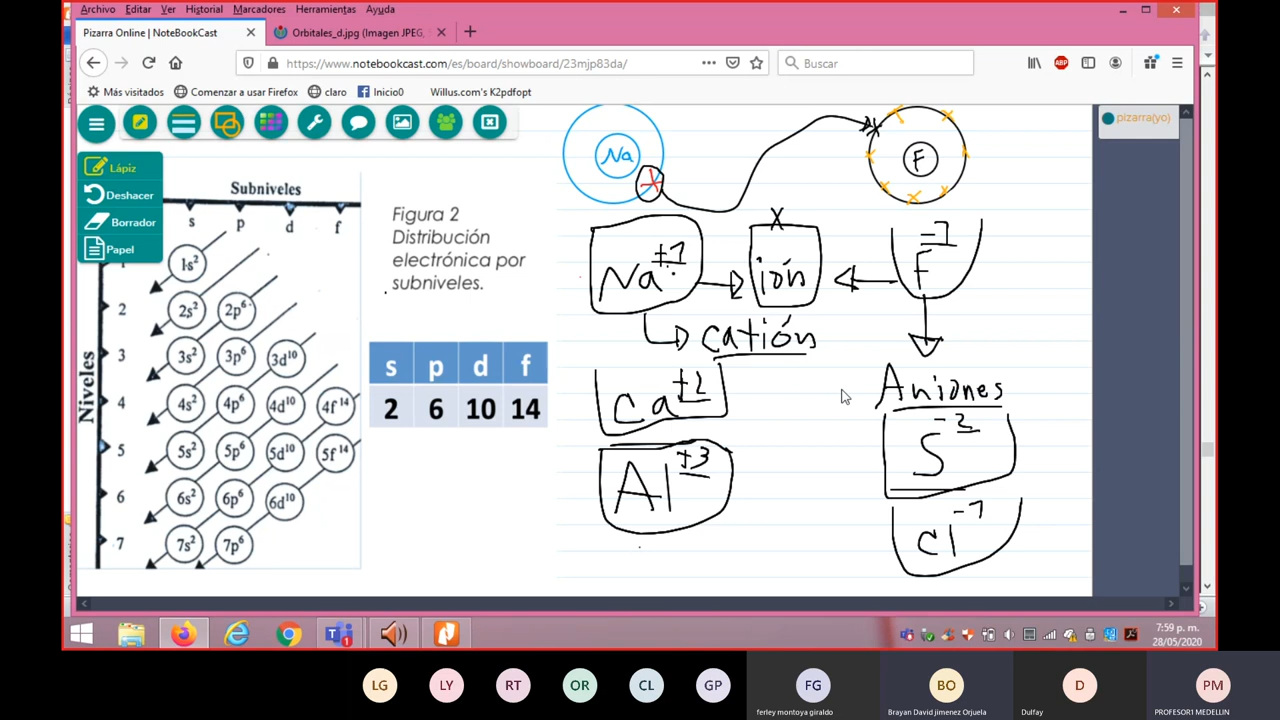 Archivo Editar Ver Historial Marcadores Herramientas Ayuda
Pizarra Online | NoteBookCast
Orbitales_d.jpg (Imagen JPEG,
https://www.notebookcast.com/es/board/showboard/23mjp83da/
Buscar
Más visitados
Comenzar a usar Firefox
claro
Inicio0
Willus.com's K2pdfopt
ABP
pizarra(yo)
Lápiz
Deshacer
Borrador
Papel
Subniveles
s p d f
Niveles
1s²
2 2s² 2p⁶
3 3s² 3p⁶ 3d¹⁰
4 4s² 4p⁶ 4d¹⁰ 4f¹⁴
5 5s² 5p⁶ 5d¹⁰ 5f¹⁴
6 6s² 6p⁶ 6d¹⁰
7 7s² 7p⁶
Figura 2
Distribución
electrónica por
subniveles.
s p d f
2 6 10 14
Na
F
x
Na⁺¹
ión
F⁻¹
catión
Ca⁺²
Al⁺³
Aniones
S⁻²
Cl⁻¹
7:59 p. m.
28/05/2020
LG LY RT OR CL GP FG BO D PM
ferley montoya giraldo
Brayan David jimenez Orjuela
Dulfay
PROFESOR1 MEDELLIN